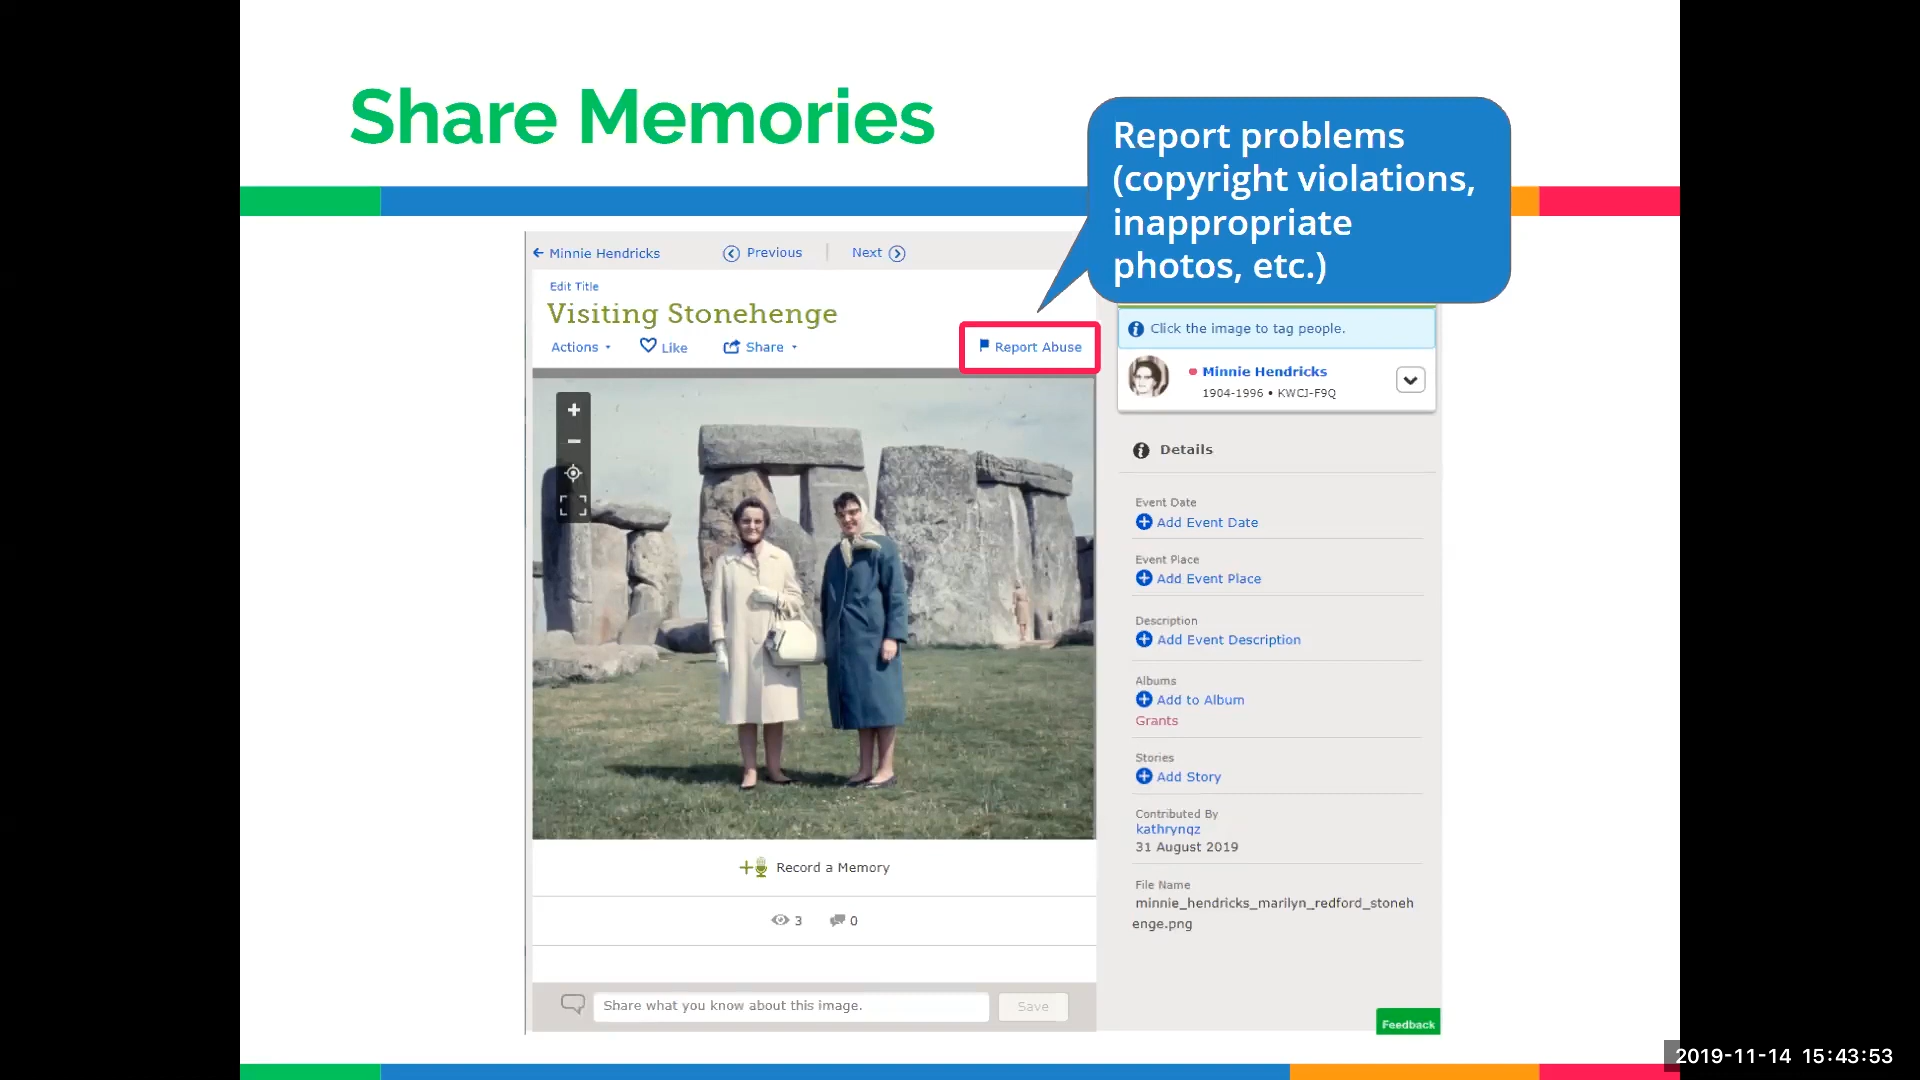 Share Memories
Report problems
(copyright violations,
inappropriate
photos, etc.)
Minnie Hendricks
Previous
Next
Edit Title
Visiting Stonehenge
Actions
Like
Share
Report Abuse
Click the image to tag people.
Minnie Hendricks
1904-1996 • KWCJ-F9Q
Details
Event Date
Add Event Date
Event Place
Add Event Place
Description
Add Event Description
Albums
Add to Album
Grants
Stories
Add Story
Contributed By
kathryngz
31 August 2019
File Name
minnie_hendricks_marilyn_redford_stoneh
enge.png
Record a Memory
3 0
Share what you know about this image.
Save
Feedback
2019-11-14 15:43:53